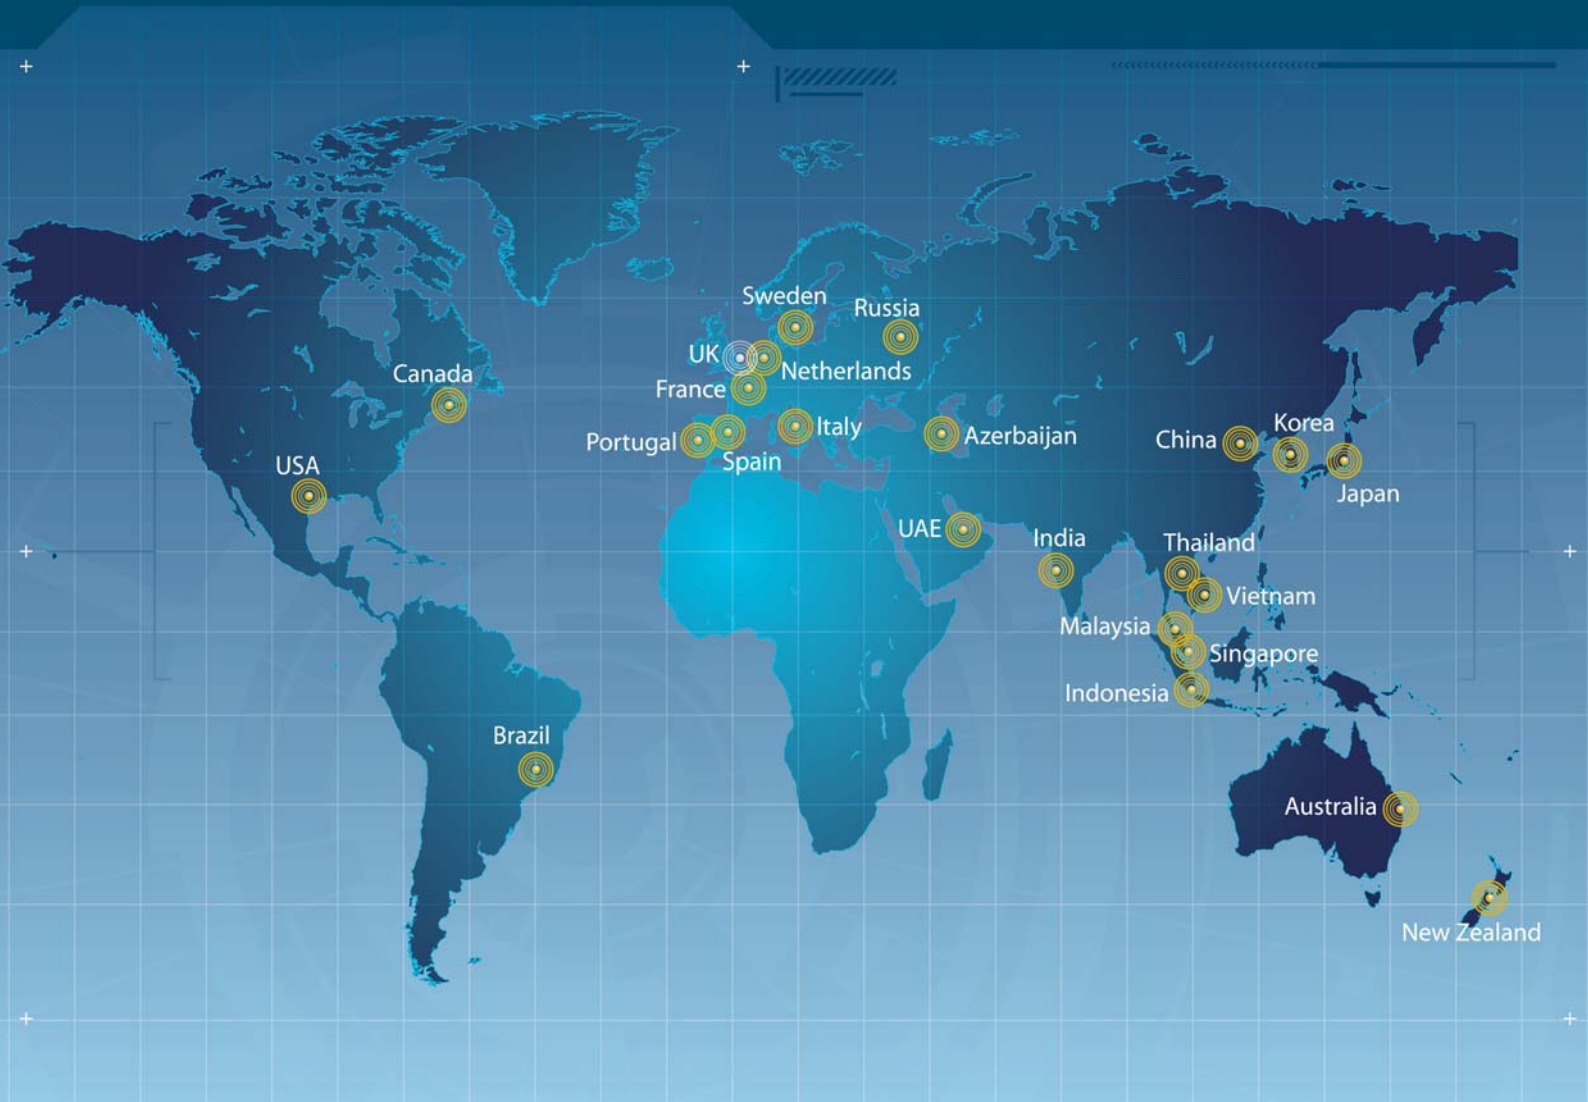 Sweden
Russia
UK
Netherlands
Canada
France
Italy
Azerbaijan
Portugal
Spain
China
Korea
Japan
USA
UAE
India
Thailand
Vietnam
Malaysia
Singapore
Indonesia
Brazil
Australia
New Zealand